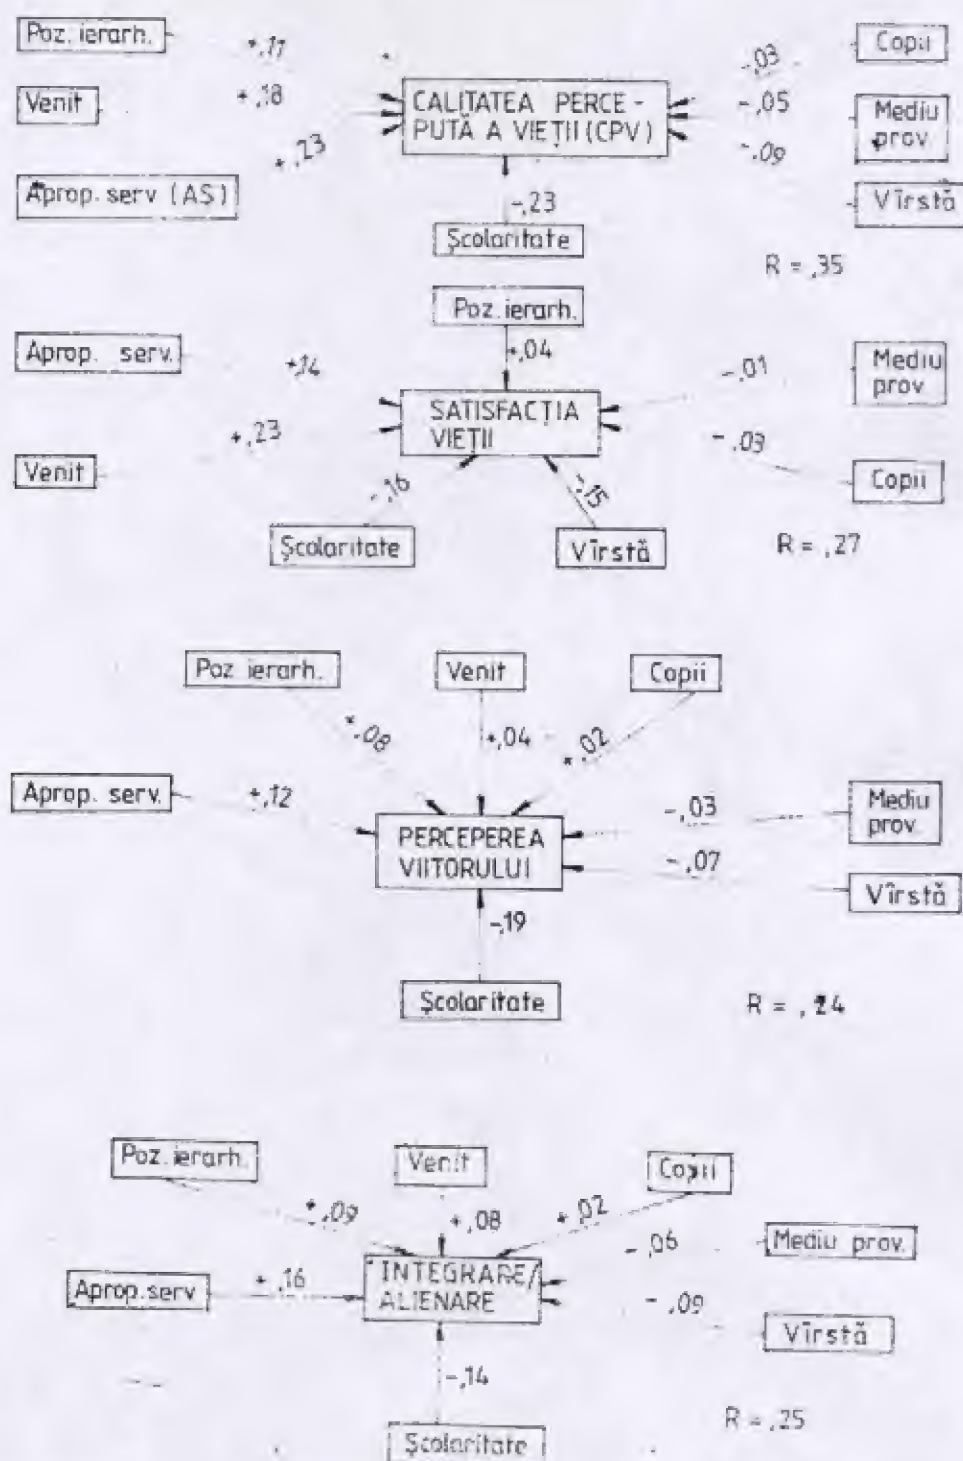 Poz. ierarh.
+,11
-,03
Copii
Venit
+,18
CALITATEA PERCE-
PUTĂ A VIEȚII (CPV)
-,05
Mediu
prov.
+,23
-,09
Aprop. serv (AS)
-,23
Vîrstă
Școlaritate
R = ,35
Poz. ierarh.
Aprop. serv.
+,14
+,04
-,01
Mediu
prov.
SATISFACȚIA
VIEȚII
+,23
-,03
Venit
-,16
-,15
Copii
Școlaritate
Vîrstă
R = ,27
Poz ierarh.
Venit
Copii
+,08
+,04
+,02
Aprop. serv.
+,12
-,03
Mediu
prov.
PERCEPEREA
VIITORULUI
-,07
Vîrstă
-,19
Școlaritate
R = ,24
Poz. ierarh.
Venit
Copii
+,09
+,08
+,02
-,06
Mediu prov.
Aprop. serv
+,16
INTEGRARE/
ALIENARE
-,09
Vîrstă
-,14
R = ,25
Școlaritate